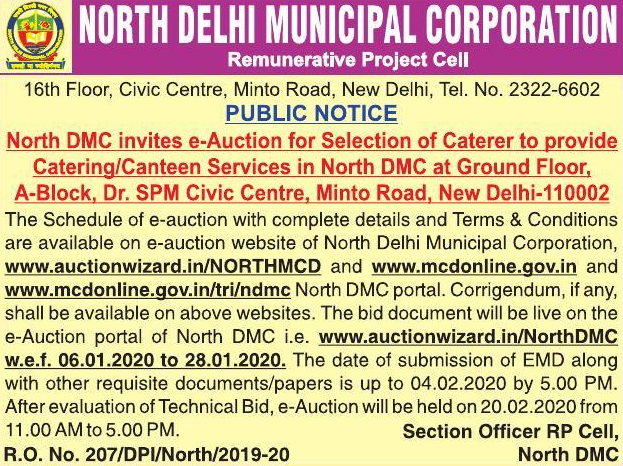 NORTH DELHI MUNICIPAL CORPORATION
Remunerative Project Cell
16th Floor, Civic Centre, Minto Road, New Delhi, Tel. No. 2322-6602
PUBLIC NOTICE
North DMC invites e-Auction for Selection of Caterer to provide
Catering/Canteen Services in North DMC at Ground Floor,
A-Block, Dr. SPM Civic Centre, Minto Road, New Delhi-110002
The Schedule of e-auction with complete details and Terms & Conditions
are available on e-auction website of North Delhi Municipal Corporation,
www.auctionwizard.in/NORTHMCD and www.mcdonline.gov.in and
www.mcdonline.gov.in/tri/ndmc North DMC portal. Corrigendum, if any,
shall be available on above websites. The bid document will be live on the
e-Auction portal of North DMC i.e. www.auctionwizard.in/NorthDMC
w.e.f. 06.01.2020 to 28.01.2020. The date of submission of EMD along
with other requisite documents/papers is up to 04.02.2020 by 5.00 PM.
After evaluation of Technical Bid, e-Auction will be held on 20.02.2020 from
11.00 AM to 5.00 PM. Section Officer RP Cell,
R.O. No. 207/DPI/North/2019-20 North DMC